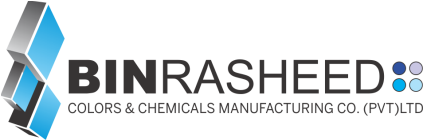 BINRASHEED
COLORS & CHEMICALS MANUFACTURING CO. (PVT)LTD